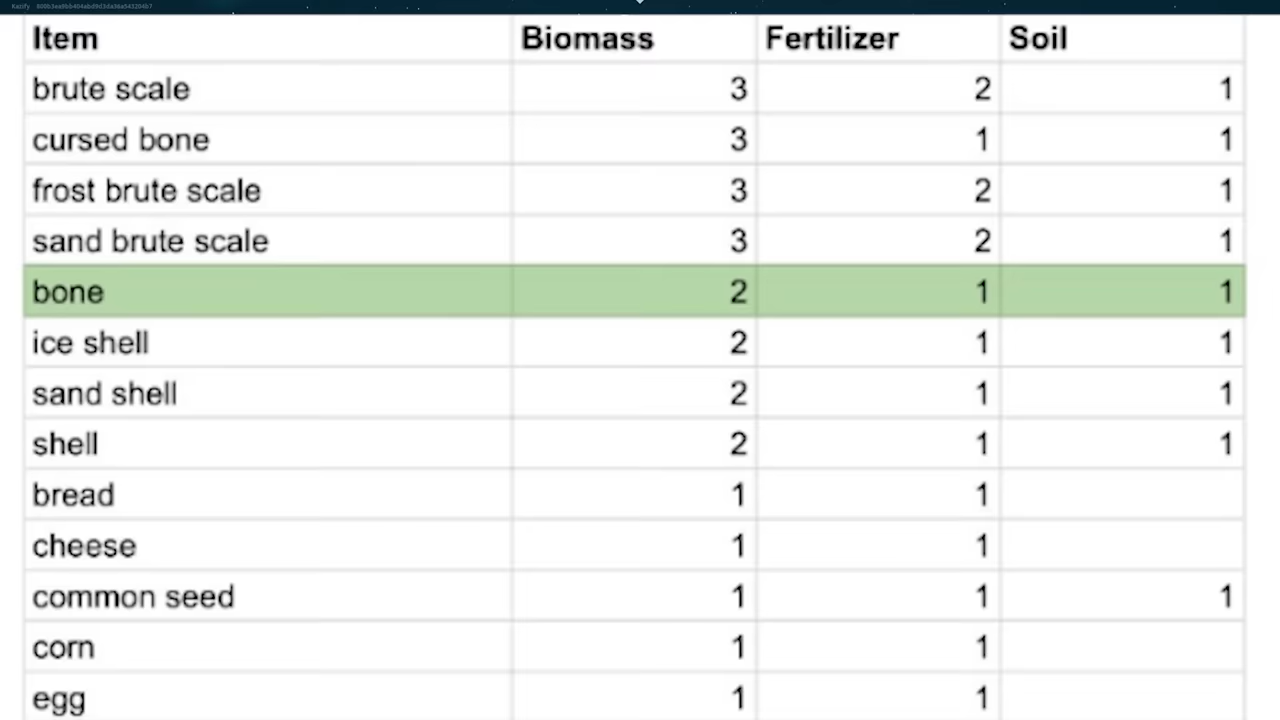 Item Biomass Fertilizer Soil
brute scale 3 2 1
cursed bone 3 1 1
frost brute scale 3 2 1
sand brute scale 3 2 1
bone 2 1 1
ice shell 2 1 1
sand shell 2 1 1
shell 2 1 1
bread 1 1
cheese 1 1
common seed 1 1 1
corn 1 1
egg 1 1